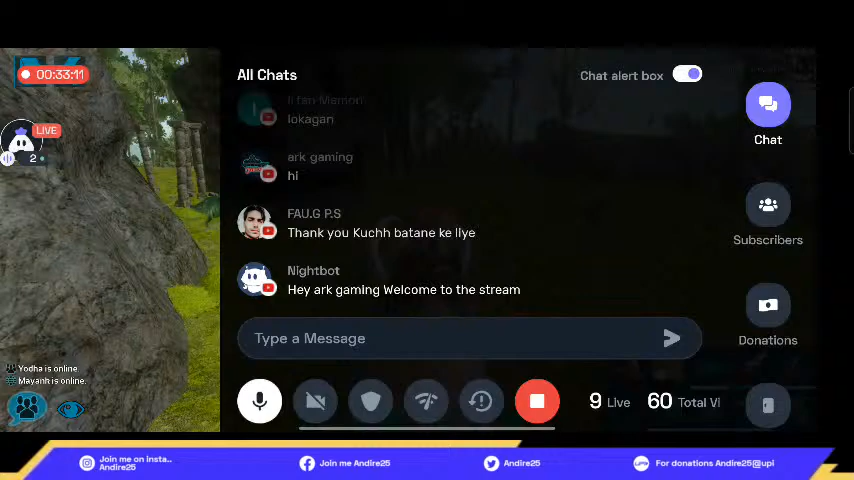 00:33:11
All Chats
Chat alert box
lokagan
LIVE
2
ark gaming
hi
Chat
FAU.G P.S
Thank you Kuchh batane ke liye
Subscribers
Nightbot
Hey ark gaming Welcome to the stream
Type a Message
Donations
Yodha is online.
Mayank is online.
9 Live
60 Total Vi
Join me on insta..
Andire25
Join me Andire25
Andire25
For donations Andire25@upi